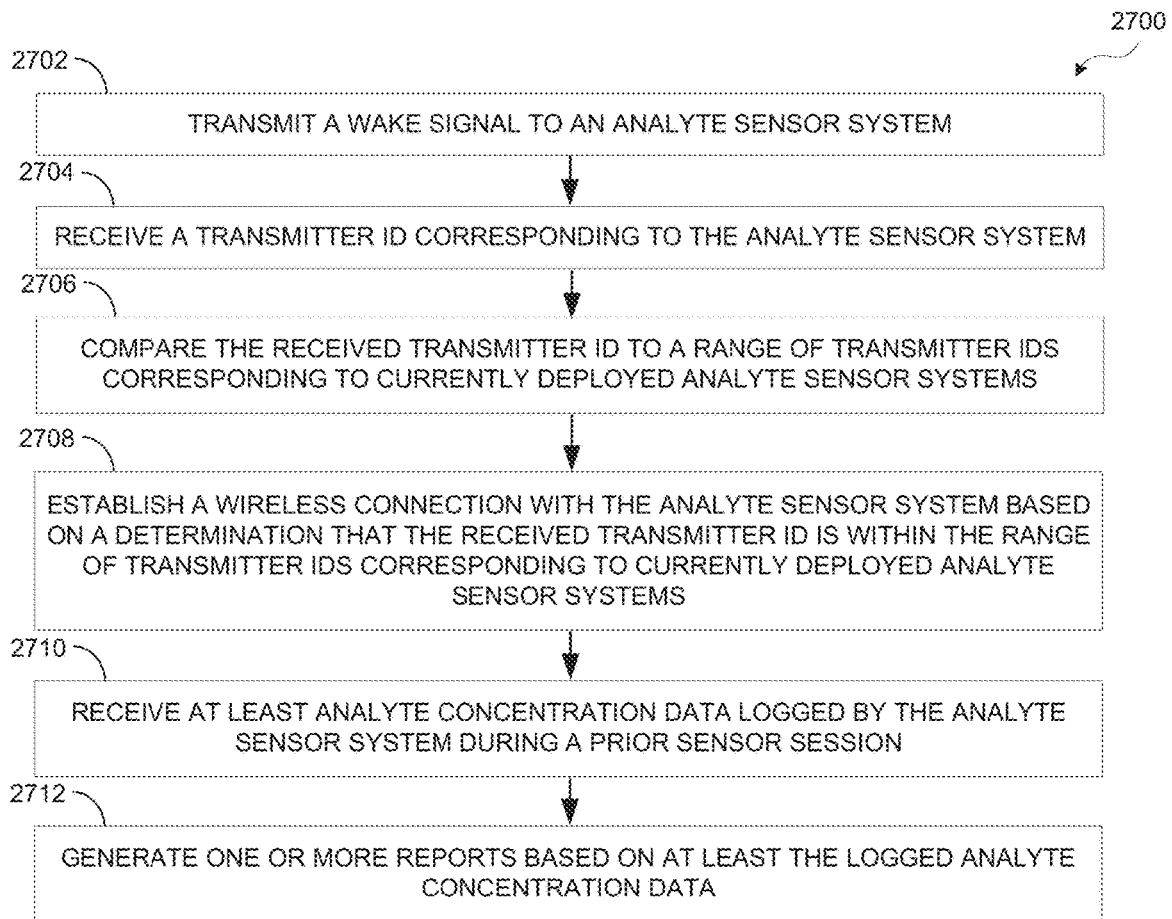 2700
2702
TRANSMIT A WAKE SIGNAL TO AN ANALYTE SENSOR SYSTEM
2704
RECEIVE A TRANSMITTER ID CORRESPONDING TO THE ANALYTE SENSOR SYSTEM
2706
COMPARE THE RECEIVED TRANSMITTER ID TO A RANGE OF TRANSMITTER IDS
CORRESPONDING TO CURRENTLY DEPLOYED ANALYTE SENSOR SYSTEMS
2708
ESTABLISH A WIRELESS CONNECTION WITH THE ANALYTE SENSOR SYSTEM BASED
ON A DETERMINATION THAT THE RECEIVED TRANSMITTER ID IS WITHIN THE RANGE
OF TRANSMITTER IDS CORRESPONDING TO CURRENTLY DEPLOYED ANALYTE
SENSOR SYSTEMS
2710
RECEIVE AT LEAST ANALYTE CONCENTRATION DATA LOGGED BY THE ANALYTE
SENSOR SYSTEM DURING A PRIOR SENSOR SESSION
2712
GENERATE ONE OR MORE REPORTS BASED ON AT LEAST THE LOGGED ANALYTE
CONCENTRATION DATA